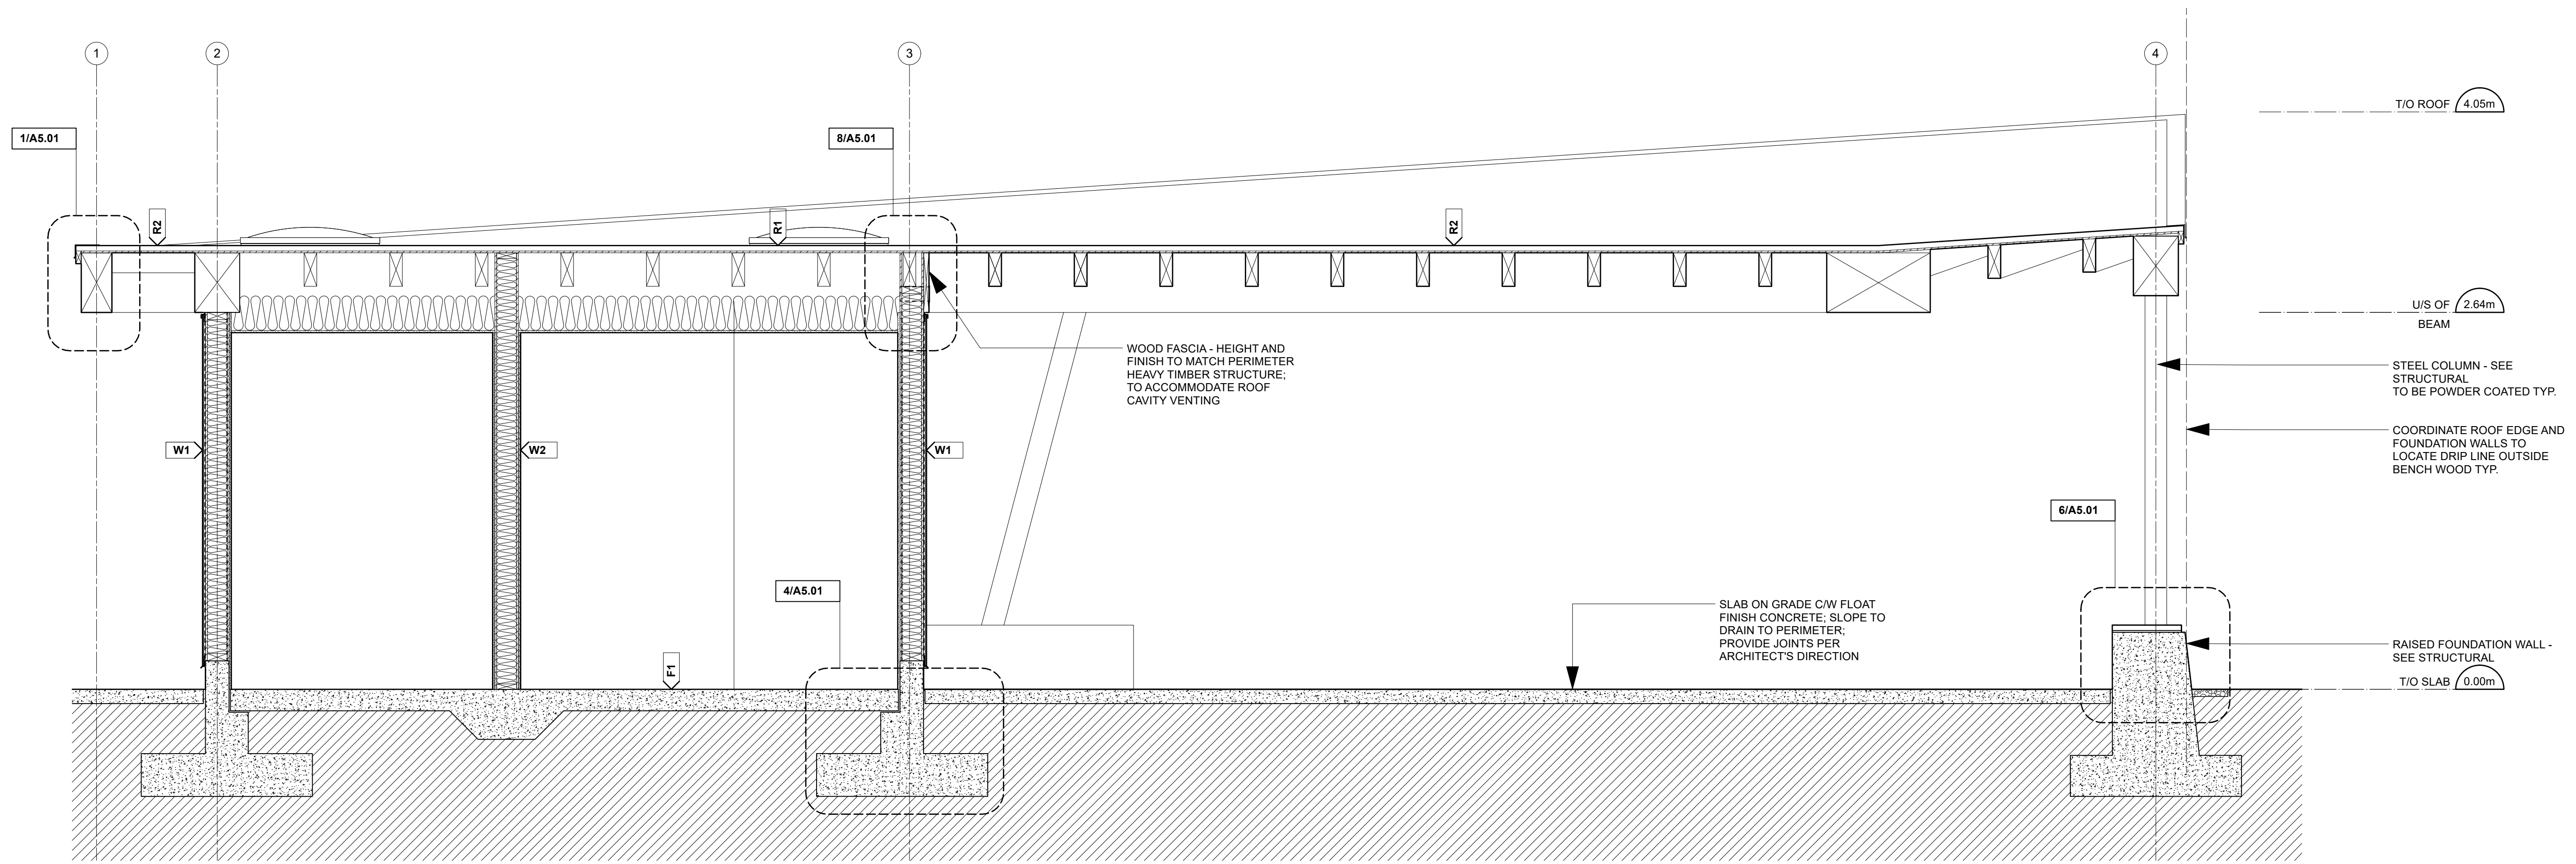 1
2
3
4
T/O ROOF 4.05m
1/A5.01
8/A5.01
R2
R1
R2
U/S OF 2.64m
BEAM
WOOD FASCIA - HEIGHT AND
FINISH TO MATCH PERIMETER
HEAVY TIMBER STRUCTURE;
TO ACCOMMODATE ROOF
CAVITY VENTING
STEEL COLUMN - SEE
STRUCTURAL
TO BE POWDER COATED TYP.
COORDINATE ROOF EDGE AND
FOUNDATION WALLS TO
LOCATE DRIP LINE OUTSIDE
BENCH WOOD TYP.
W1
W2
W1
6/A5.01
4/A5.01
SLAB ON GRADE C/W FLOAT
FINISH CONCRETE; SLOPE TO
DRAIN TO PERIMETER;
PROVIDE JOINTS PER
ARCHITECT'S DIRECTION
RAISED FOUNDATION WALL -
SEE STRUCTURAL
F1
T/O SLAB 0.00m